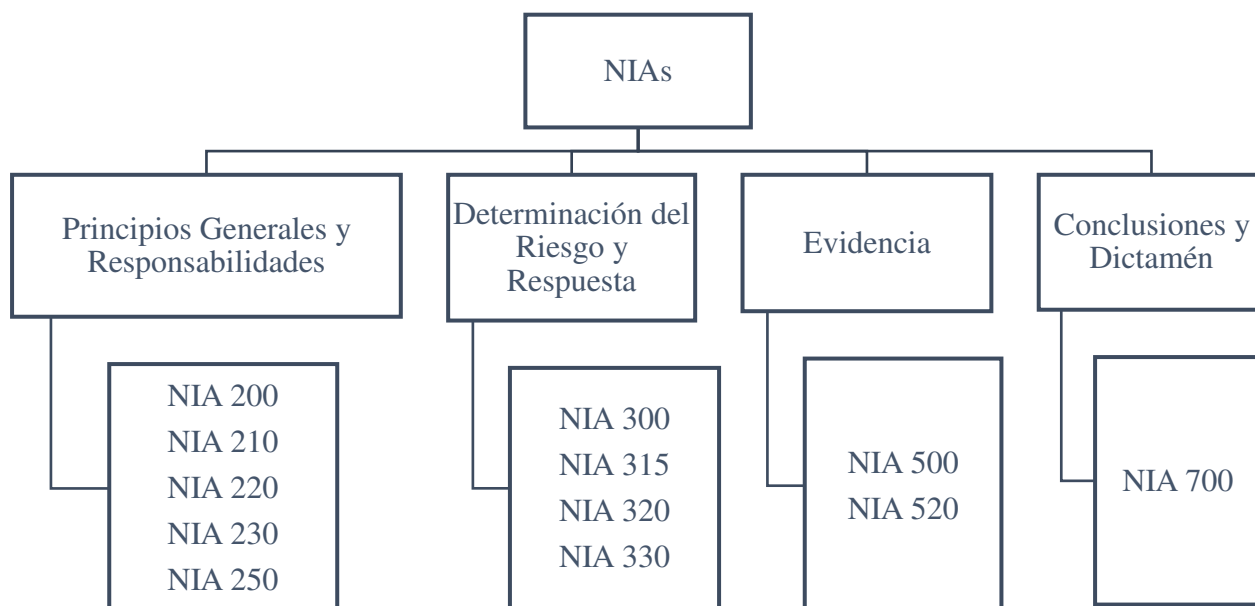 NIAs
Principios Generales y
Responsabilidades
Determinación del
Riesgo y
Respuesta
Evidencia
Conclusiones y
Dictamén
NIA 200
NIA 210
NIA 220
NIA 230
NIA 250
NIA 300
NIA 315
NIA 320
NIA 330
NIA 500
NIA 520
NIA 700